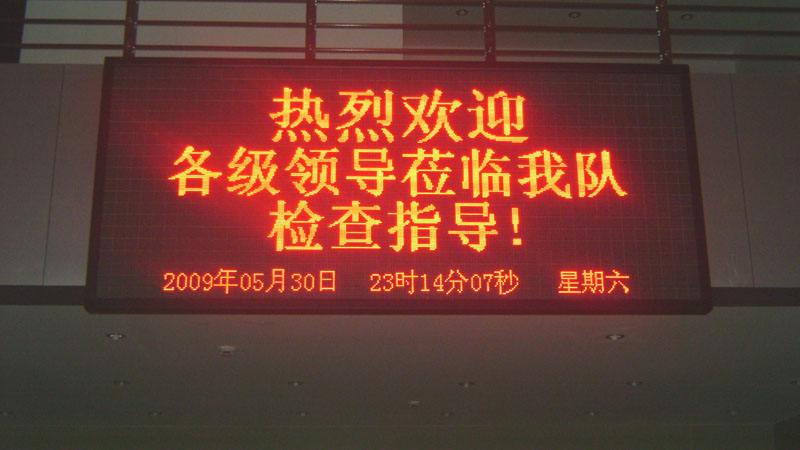 热烈欢迎
各级领导莅临我队
检查指导!
2009年05月30日 23时14分07秒 星期六